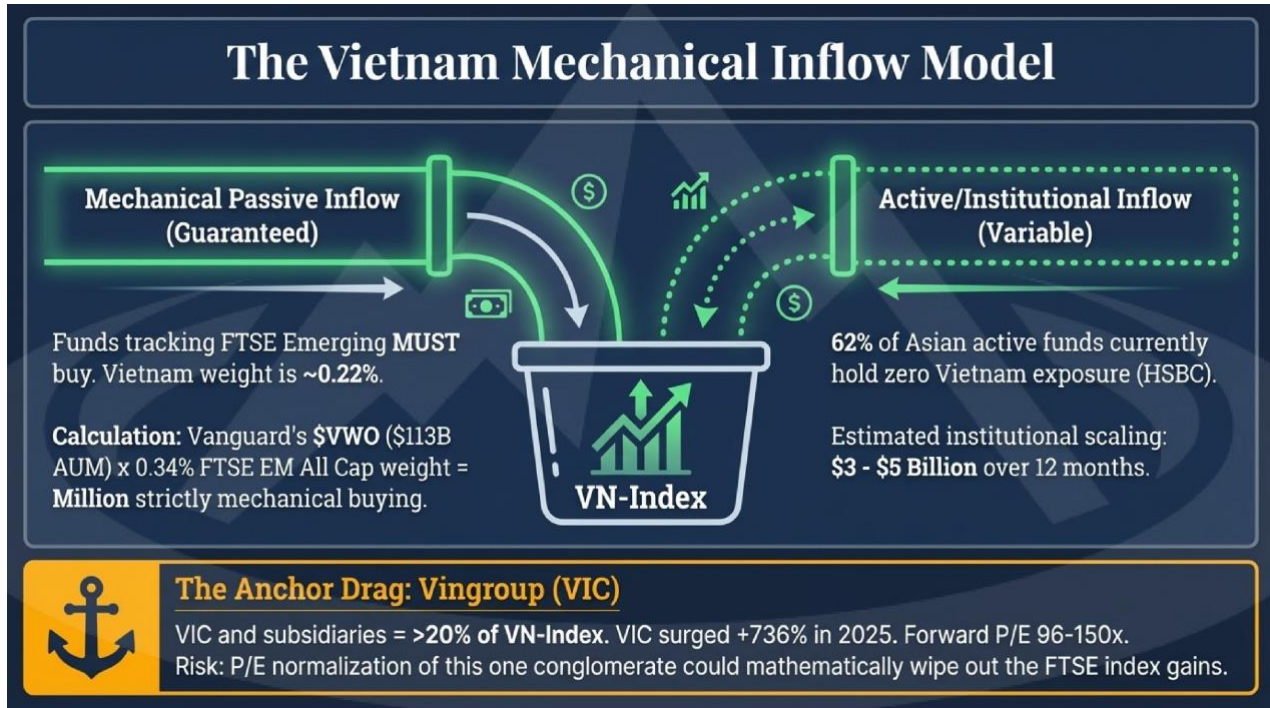 The Vietnam Mechanical Inflow Model
Mechanical Passive Inflow
(Guaranteed)
Funds tracking FTSE Emerging MUST
buy. Vietnam weight is ~0.22%.
Calculation: Vanguard's $VWO ($113B
AUM) x 0.34% FTSE EM All Cap weight =
Million strictly mechanical buying.
$
$
VN-Index
Active/Institutional Inflow
(Variable)
62% of Asian active funds currently
hold zero Vietnam exposure (HSBC).
Estimated institutional scaling:
$3 - $5 Billion over 12 months.
The Anchor Drag: Vingroup (VIC)
VIC and subsidiaries = >20% of VN-Index. VIC surged +736% in 2025. Forward P/E 96-150x.
Risk: P/E normalization of this one conglomerate could mathematically wipe out the FTSE index gains.